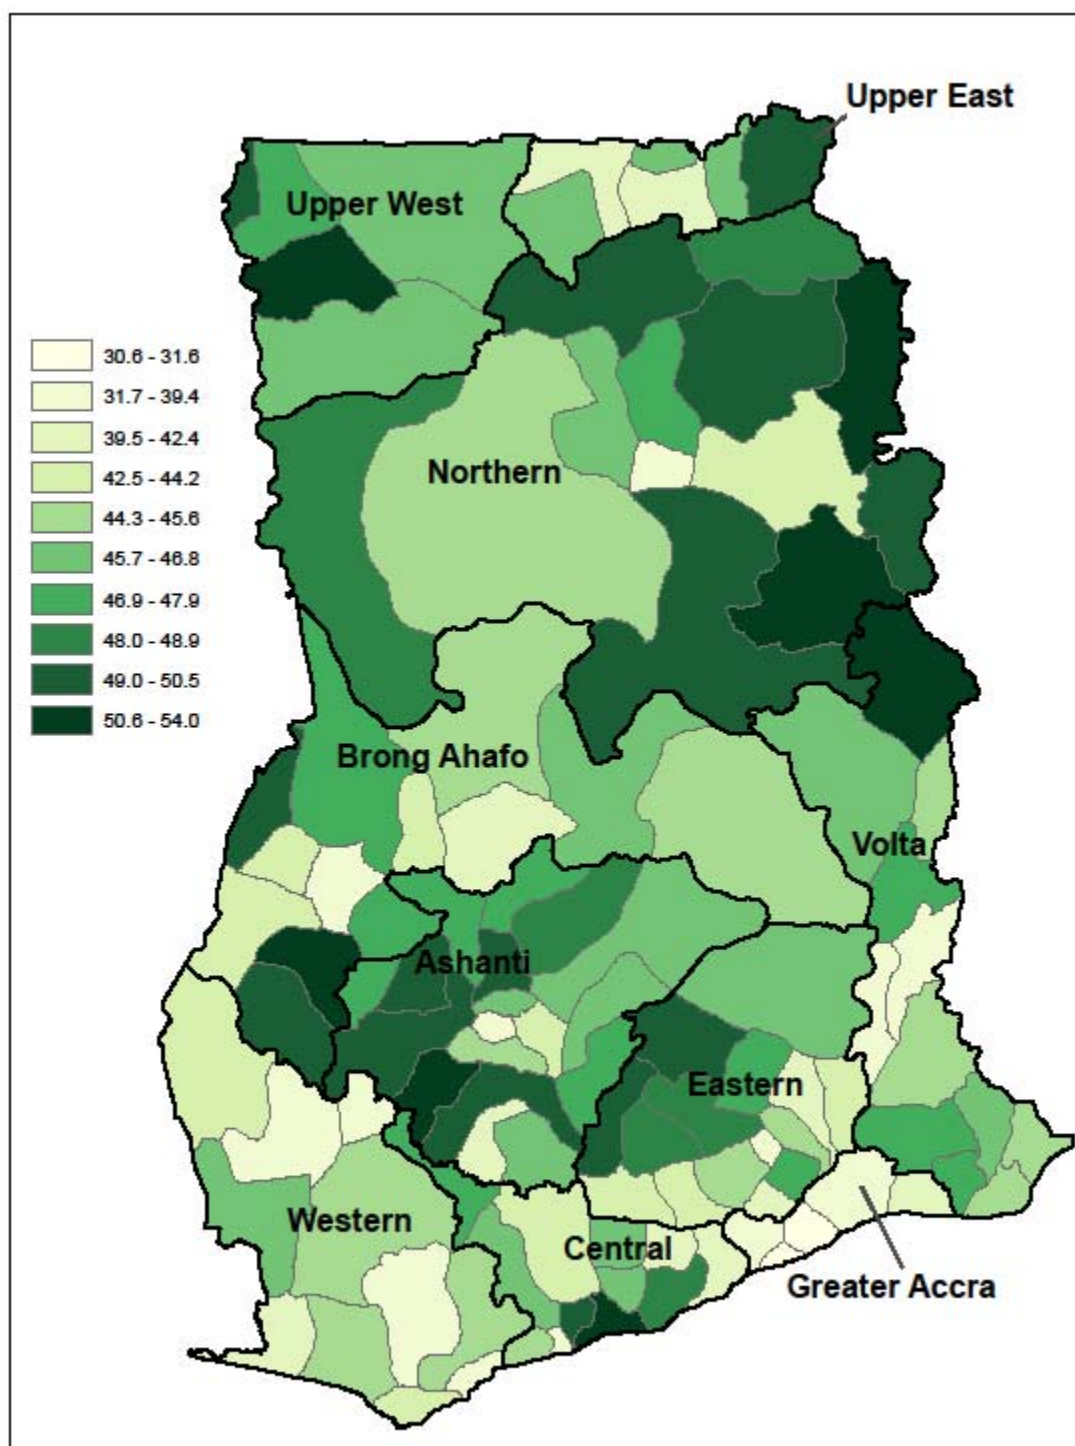 Upper East
Upper West
30.6 - 31.6
31.7 - 39.4
39.5 - 42.4
42.5 - 44.2
44.3 - 45.6
45.7 - 46.8
46.9 - 47.9
48.0 - 48.9
49.0 - 50.5
50.6 - 54.0
Northern
Brong Ahafo
Volta
Ashanti
Eastern
Western
Central
Greater Accra